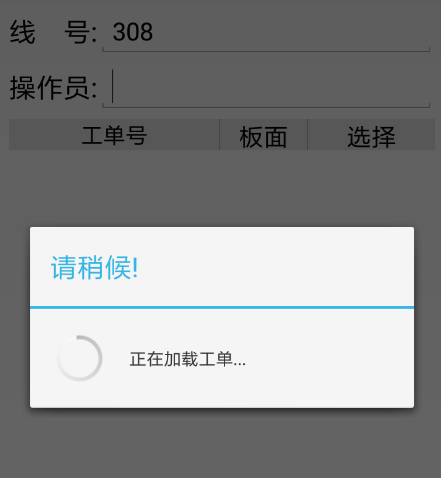 线 号: 308
操作员:
工单号 板面 选择
请稍候!
正在加载工单...